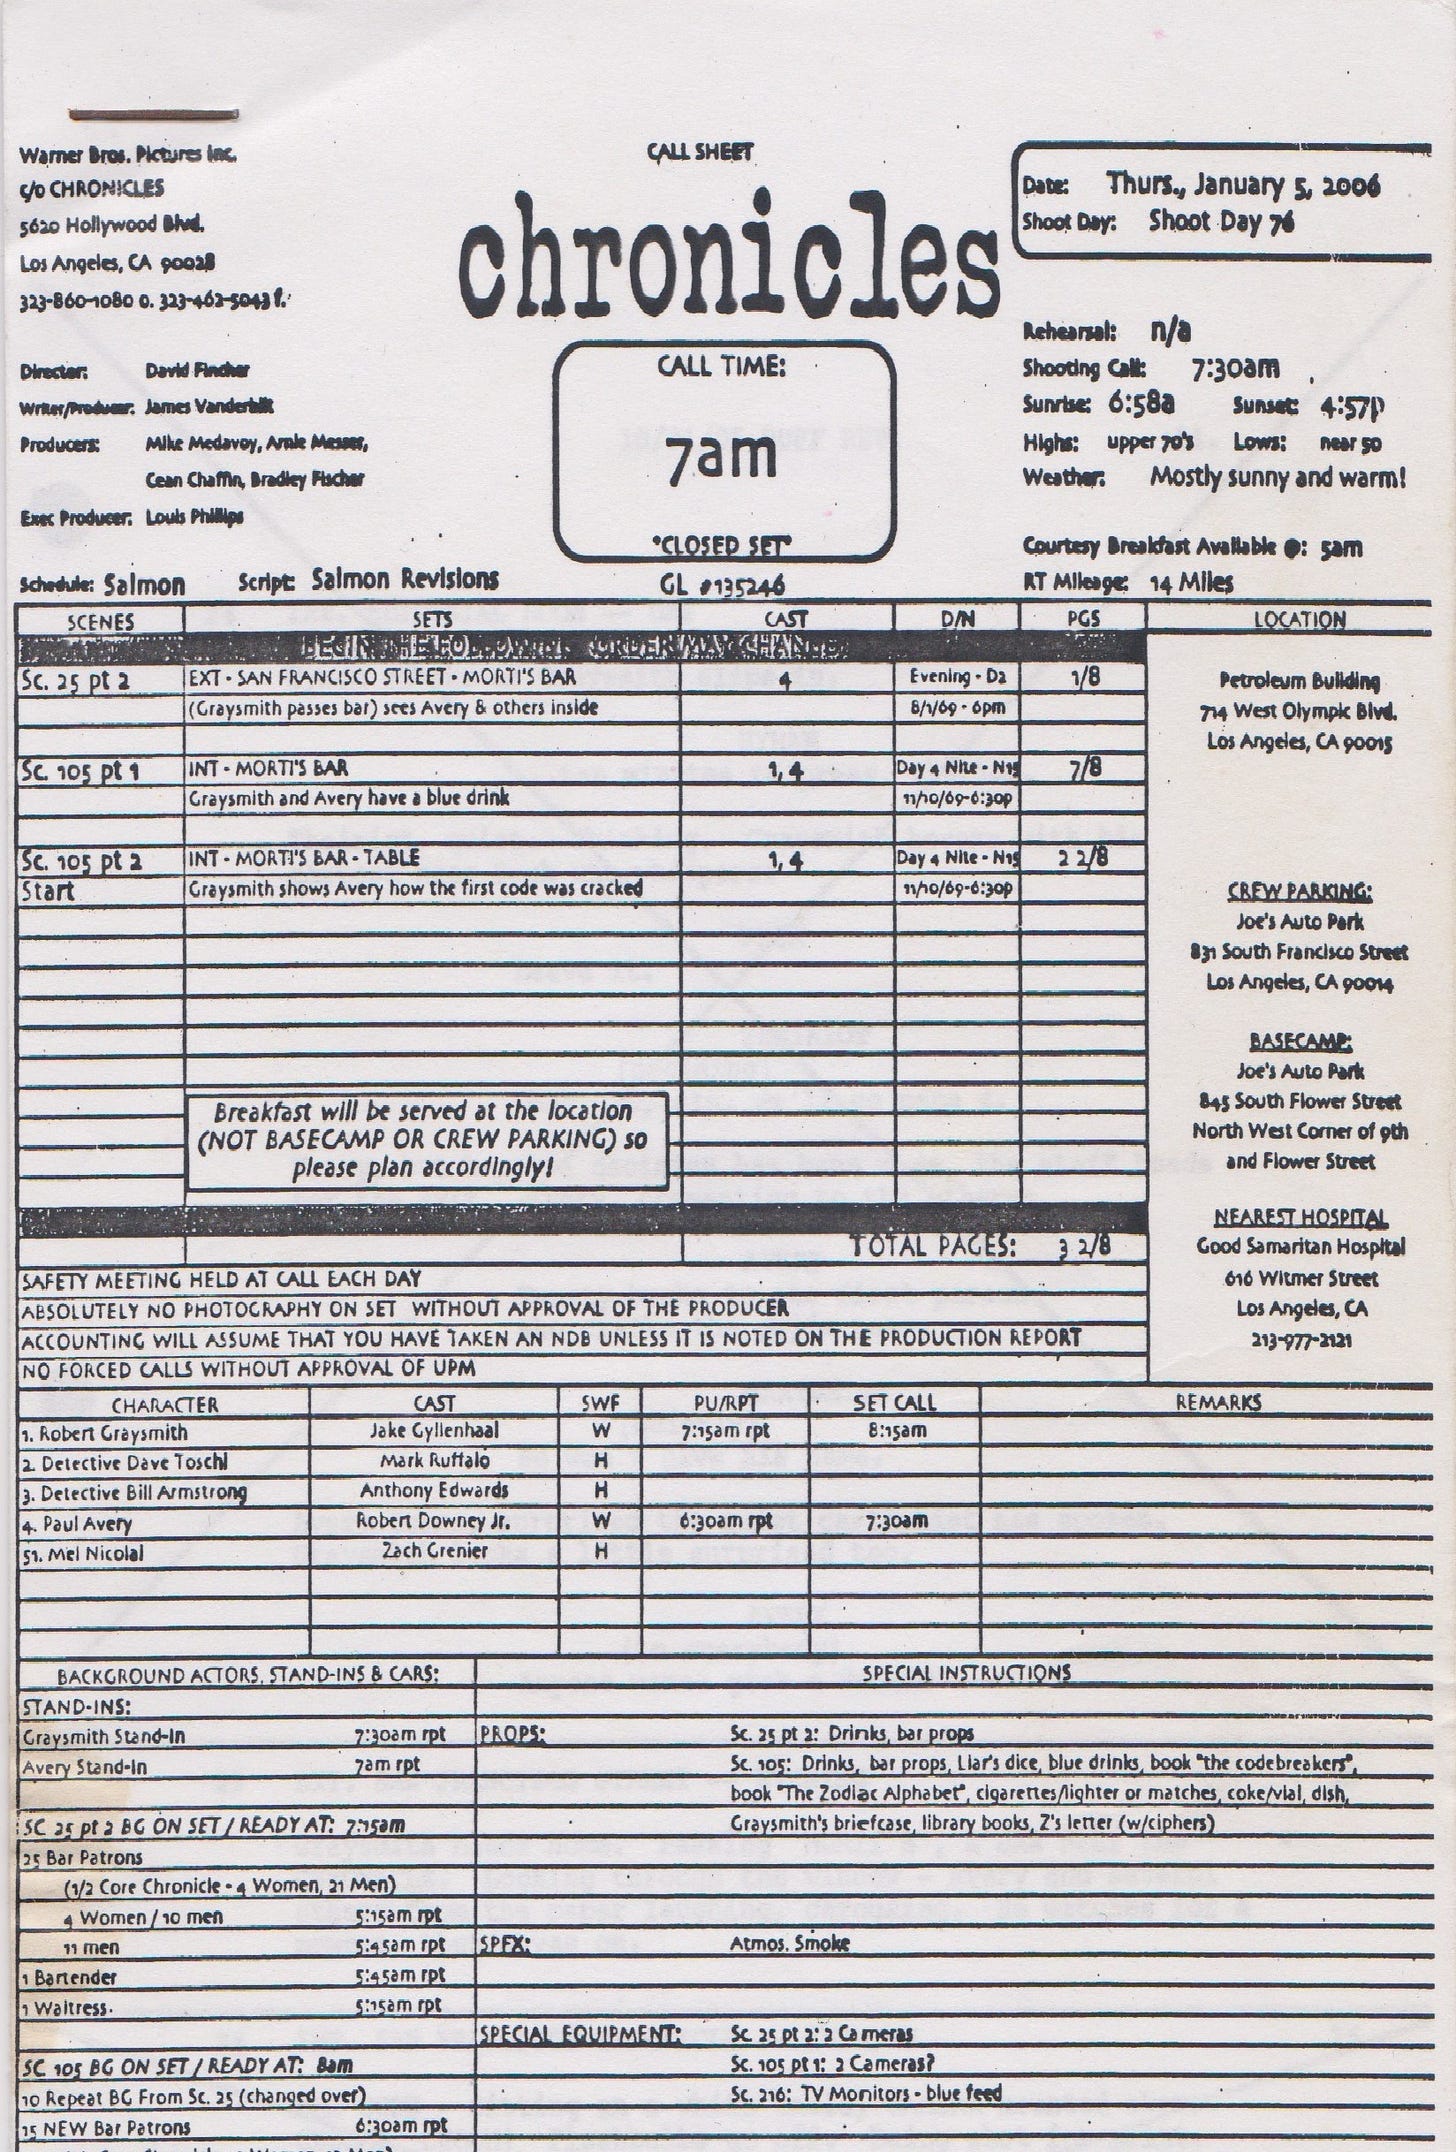 Warner Bros. Pictures Inc.
c/o CHRONICLES
5620 Hollywood Blvd.
Los Angeles, CA 90028
323-860-1080 o. 323-462-5043 f.
CALL SHEET
chronicles
Date: Thurs., January 5, 2006
Shoot Day: Shoot Day 76
Director: David Fincher
Writer/Producer: James Vanderbilt
Producers: Mike Medavoy, Arnie Messer,
Cean Chaffin, Bradley Fischer
Exec Producer: Louis Phillips
CALL TIME:
7am
*CLOSED SET*
Rehearsal: n/a
Shooting Call: 7:30am
Sunrise: 6:58a Sunset: 4:57p
Highs: upper 70's Lows: near 50
Weather: Mostly sunny and warm!
Courtesy Breakfast Available @: 5am
Schedule: Salmon Script: Salmon Revisions GL #135246 RT Mileage: 14 Miles
SCENES SETS CAST D/N PGS LOCATION
BEGIN THE FOLLOWING (ORDER MAY CHANGE)
Sc. 25 pt 2 EXT - SAN FRANCISCO STREET - MORTI'S BAR 4 Evening - D2 1/8
(Graysmith passes bar) sees Avery & others inside 8/1/69 - 6pm
Sc. 105 pt 1 INT - MORTI'S BAR 1, 4 Day 4 Nite - N15 7/8
Graysmith and Avery have a blue drink 11/10/69-6:30p
Sc. 105 pt 2 INT - MORTI'S BAR - TABLE 1, 4 Day 4 Nite - N15 2 2/8
Start Graysmith shows Avery how the first code was cracked 11/10/69-6:30p
Petroleum Building
714 West Olympic Blvd.
Los Angeles, CA 90015
CREW PARKING:
Joe's Auto Park
831 South Francisco Street
Los Angeles, CA 90014
BASECAMP:
Joe's Auto Park
845 South Flower Street
North West Corner of 9th
and Flower Street
NEAREST HOSPITAL
Good Samaritan Hospital
616 Witmer Street
Los Angeles, CA
213-977-2121
Breakfast will be served at the location
(NOT BASECAMP OR CREW PARKING) so
please plan accordingly!
TOTAL PAGES: 3 2/8
SAFETY MEETING HELD AT CALL EACH DAY
ABSOLUTELY NO PHOTOGRAPHY ON SET WITHOUT APPROVAL OF THE PRODUCER
ACCOUNTING WILL ASSUME THAT YOU HAVE TAKEN AN NDB UNLESS IT IS NOTED ON THE PRODUCTION REPORT
NO FORCED CALLS WITHOUT APPROVAL OF UPM
CHARACTER CAST SWF PU/RPT SET CALL REMARKS
1. Robert Graysmith Jake Gyllenhaal W 7:15am rpt 8:15am
2. Detective Dave Toschi Mark Ruffalo H
3. Detective Bill Armstrong Anthony Edwards H
4. Paul Avery Robert Downey Jr. W 6:30am rpt 7:30am
51. Mel Nicolai Zach Grenier H
BACKGROUND ACTORS, STAND-INS & CARS: SPECIAL INSTRUCTIONS
STAND-INS:
Graysmith Stand-In 7:30am rpt PROPS: Sc. 25 pt 2: Drinks, bar props
Avery Stand-In 7am rpt Sc. 105: Drinks, bar props, Liar's dice, blue drinks, book "the codebreakers",
book "The Zodiac Alphabet", cigarettes/lighter or matches, coke/vial, dish,
SC 25 pt 2 BG ON SET / READY AT: 7:15am Graysmith's briefcase, library books, Z's letter (w/ciphers)
25 Bar Patrons
(1/2 Core Chronicle - 4 Women, 21 Men)
4 Women / 10 men 5:15am rpt
11 men 5:45am rpt SPFX: Atmos. Smoke
1 Bartender 5:45am rpt
1 Waitress. 5:15am rpt
SPECIAL EQUIPMENT: Sc. 25 pt 2: 2 Cameras
SC 105 BG ON SET / READY AT: 8am Sc. 105 pt 1: 2 Cameras?
10 Repeat BG From Sc. 25 (changed over) Sc. 216: TV Monitors - blue feed
15 NEW Bar Patrons 6:30am rpt